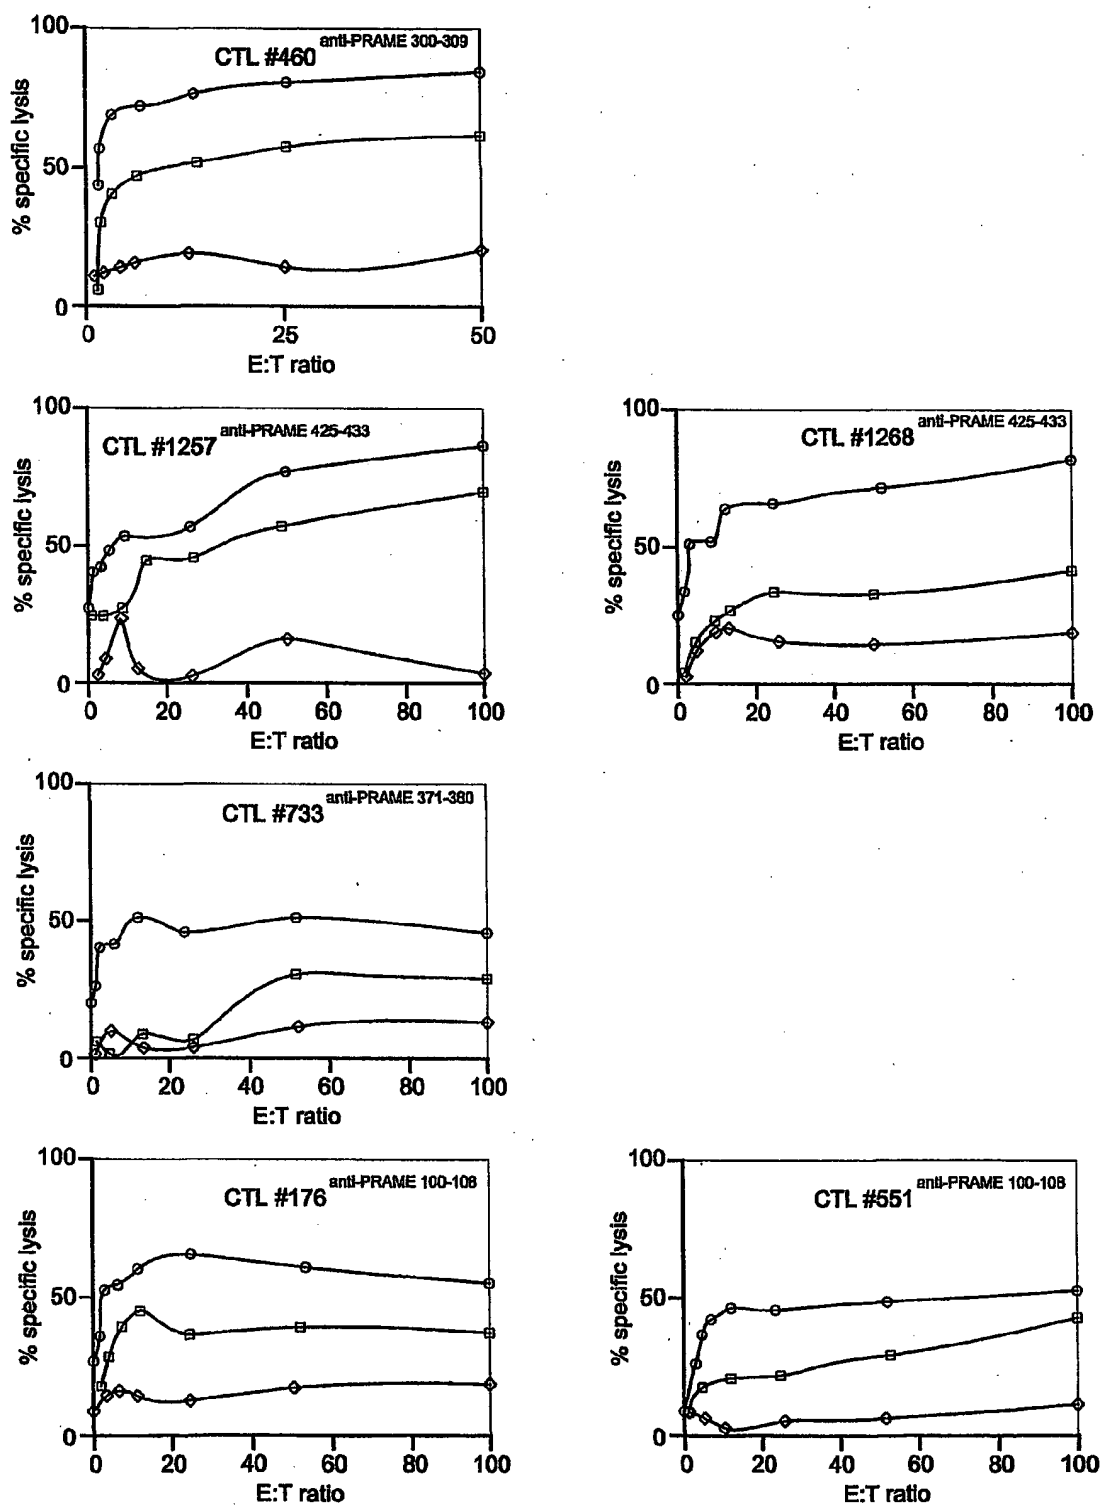 100
anti-PRAME 300-309
CTL #460
% specific lysis
50
0
0 25 50
E:T ratio
100
anti-PRAME 425-433
CTL #1257
% specific lysis
50
0
0 20 40 60 80 100
E:T ratio
100
anti-PRAME 425-433
CTL #1268
% specific lysis
50
0
0 20 40 60 80 100
E:T ratio
100
anti-PRAME 371-380
CTL #733
% specific lysis
50
0
0 20 40 60 80 100
E:T ratio
100
anti-PRAME 100-108
CTL #176
% specific lysis
50
0
0 20 40 60 80 100
E:T ratio
100
anti-PRAME 100-108
CTL #551
% specific lysis
50
0
0 20 40 60 80 100
E:T ratio